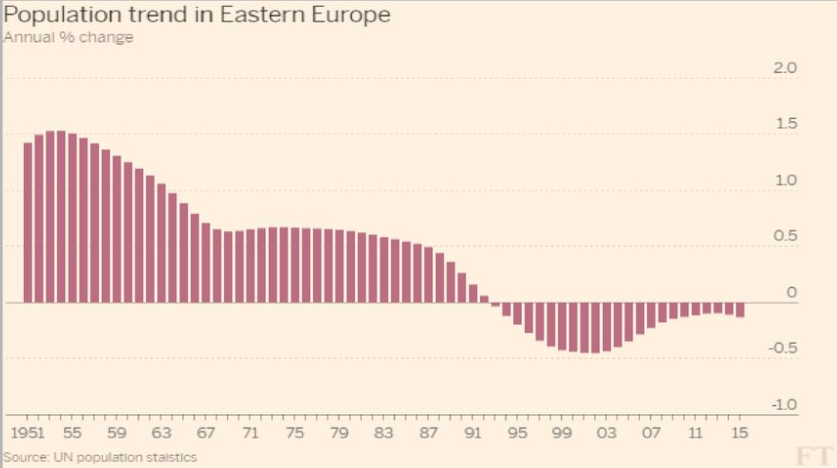 Population trend in Eastern Europe
Annual % change
2.0
1.5
1.0
0.5
0
-0.5
-1.0
1951 55 59 63 67 71 75 79 83 87 91 95 99 03 07 11 15
Source: UN population statistics
FT